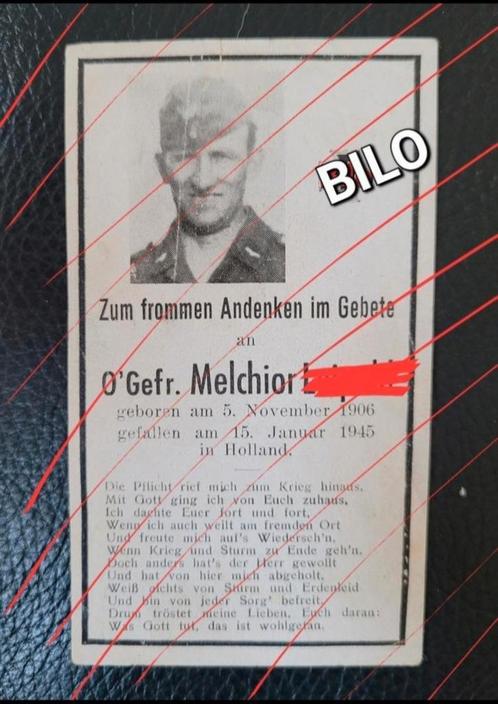 BILO
Zum frommen Andenken im Gebete
an
O'Gefr. Melchior
geboren am 5. November 1906
gefallen am 15. Januar 1945
in Holland.
Die Pflicht rief mich zum Krieg hinaus,
Mit Gott ging ich von Euch zuhaus,
Ich dachte Euer fort und fort,
Wenn ich auch weilt am fremden Ort
Und freute mich auf's Wiederseh'n,
Wenn Krieg und Sturm zu Ende geh'n.
Doch anders hat's der Herr gewollt
Und hat von hier mich abgeholt,
Weiß nichts von Sturm und Erdenleid
Und bin von jeder Sorg' befreit,
Drum tröstet meine Lieben, Euch daran:
Was Gott tut, das ist wohlgetan.